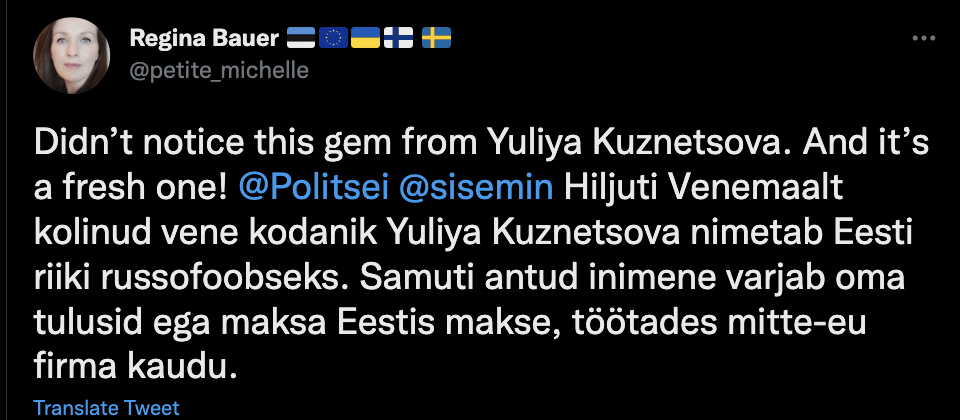 Regina Bauer 🇪🇪🇪🇺🇺🇦🇫🇮🇸🇪
@petite_michelle
Didn’t notice this gem from Yuliya Kuznetsova. And it’s
a fresh one! @Politsei @sisemin Hiljuti Venemaalt
kolinud vene kodanik Yuliya Kuznetsova nimetab Eesti
riiki russofoobseks. Samuti antud inimene varjab oma
tulusid ega maksa Eestis makse, töötades mitte-eu
firma kaudu.
Translate Tweet